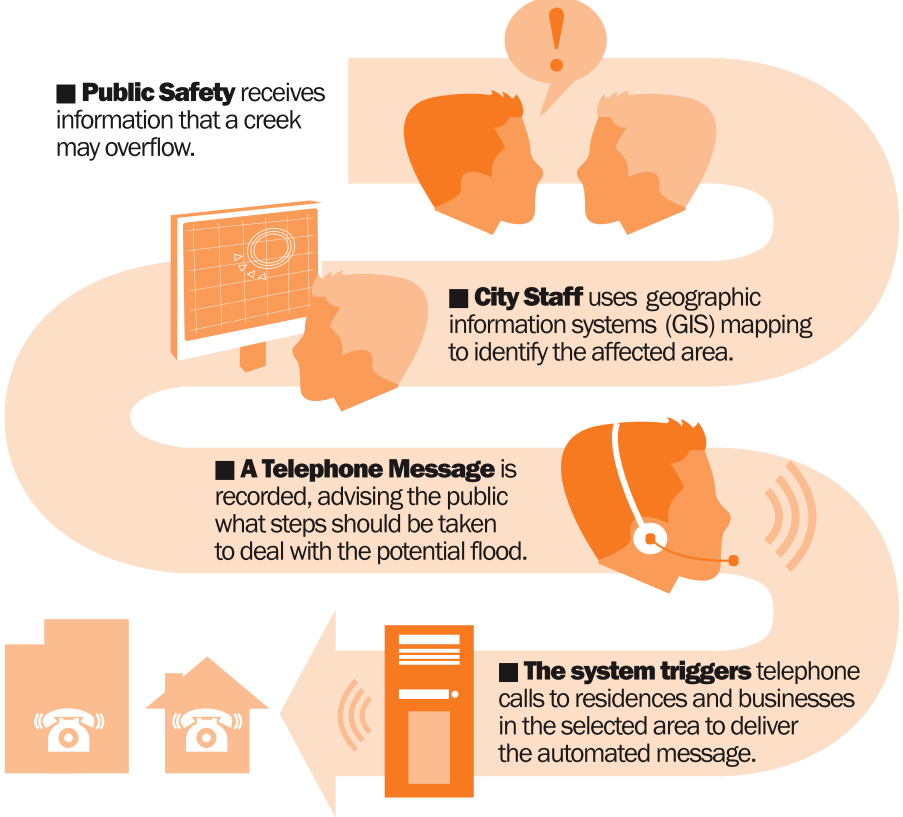 ■ Public Safety receives
information that a creek
may overflow.
!
■ City Staff uses geographic
information systems (GIS) mapping
to identify the affected area.
■ A Telephone Message is
recorded, advising the public
what steps should be taken
to deal with the potential flood.
■ The system triggers telephone
calls to residences and businesses
in the selected area to deliver
the automated message.